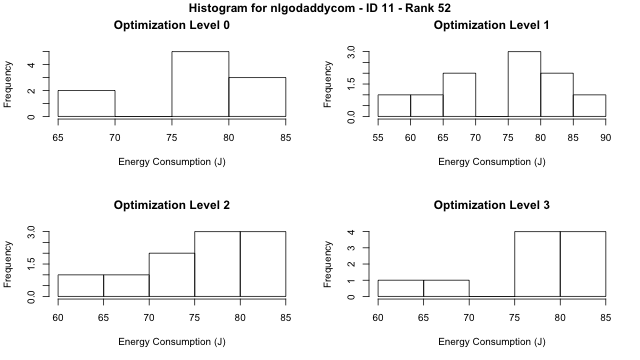 Histogram for nlgodaddycom - ID 11 - Rank 52
Optimization Level 0
Frequency
0 2 4
65 70 75 80 85
Energy Consumption (J)
Optimization Level 1
Frequency
0.0 1.5 3.0
55 60 65 70 75 80 85 90
Energy Consumption (J)
Optimization Level 2
Frequency
0.0 1.5 3.0
60 65 70 75 80 85
Energy Consumption (J)
Optimization Level 3
Frequency
0 1 2 3 4
60 65 70 75 80 85
Energy Consumption (J)